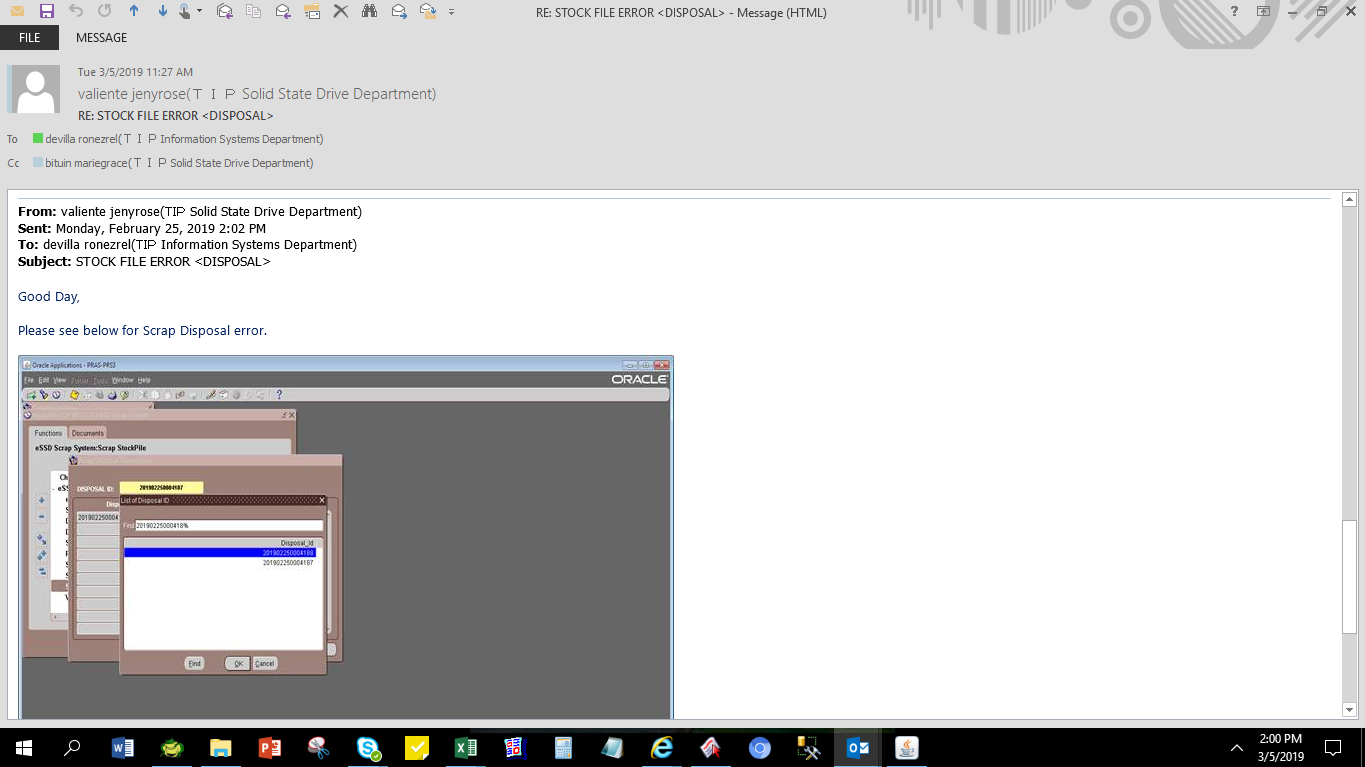 RE: STOCK FILE ERROR <DISPOSAL> - Message (HTML)
?
FILE MESSAGE
Tue 3/5/2019 11:27 AM
valiente jenyrose(ＴＩＰ Solid State Drive Department)
RE: STOCK FILE ERROR <DISPOSAL>
To devilla ronezrel(ＴＩＰ Information Systems Department)
Cc bituin mariegrace(ＴＩＰ Solid State Drive Department)
From: valiente jenyrose(TIP Solid State Drive Department)
Sent: Monday, February 25, 2019 2:02 PM
To: devilla ronezrel(TIP Information Systems Department)
Subject: STOCK FILE ERROR <DISPOSAL>
Good Day,
Please see below for Scrap Disposal error.
Oracle Applications - PRAS-PRS3
File Edit View Folder Tools Window Help
ORACLE
Functions Documents
eSSD Scrap System:Scrap StockPile
DISPOSAL ID: 201902250004187
List of Disposal ID
Find 20190225000418%
Disposal_Id
201902250004188
201902250004187
Find OK Cancel
2:00 PM
3/5/2019